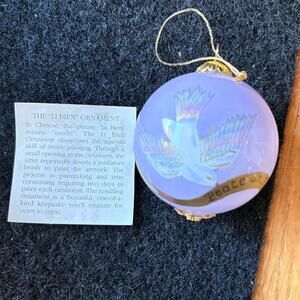 THE "LI BIEN" ORNAMENT
In Chinese, the phrase "Li Bien"
means "inside". The Li Bien
Ornament showcases the age-old
skill of inside painting. Through a
small opening in the ornament, the
artist repeatedly inserts a miniature
brush to paint the artwork. The
process is painstaking and time
consuming requiring two days to
paint each ornament. The resulting
ornament is a beautiful, one-of-a-
kind keepsake you'll treasure for
years to come.
peace on